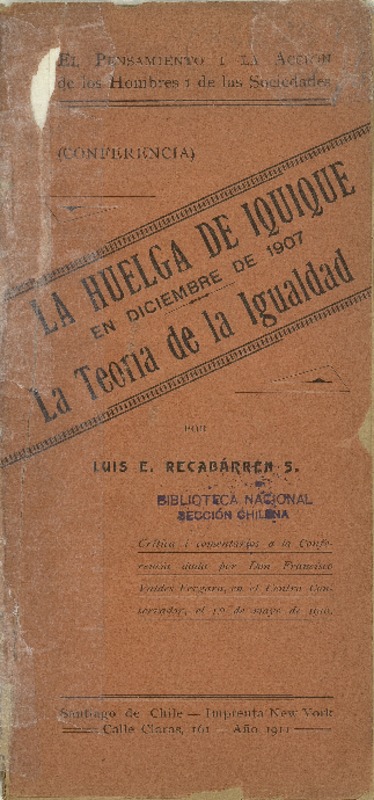 EL PENSAMIENTO I LA ACCION
de los Hombres i de las Sociedades
(CONFERENCIA)
LA HUELGA DE IQUIQUE
EN DICIEMBRE DE 1907
La Teoria de la Igualdad
POR
LUIS E. RECABÁRREN S.
BIBLIOTECA NACIONAL
SECCIÓN CHILENA
Crítica i comentarios a la Confe-
rencia dada por Don Francisco
Valdes Vergara, en el Centro Con-
servador, el 1.º de mayo de
Santiago de Chile — Imprenta New York
Calle Claras, 161 — Año 1911